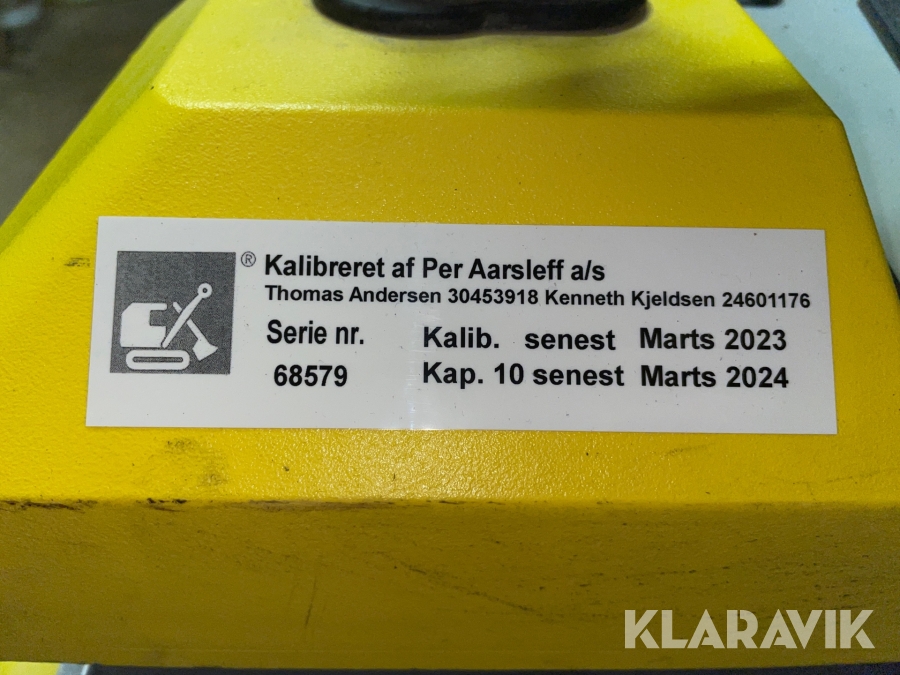 ® Kalibreret af Per Aarsleff a/s
Thomas Andersen 30453918 Kenneth Kjeldsen 24601176
Serie nr. Kalib. senest Marts 2023
68579 Kap. 10 senest Marts 2024
KLARAVIK